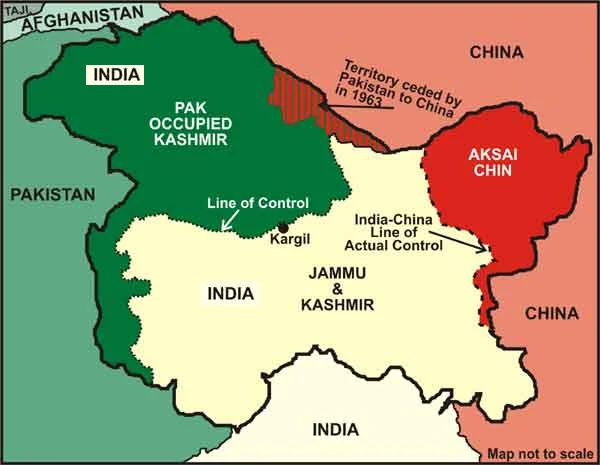 TAJI.
AFGHANISTAN
CHINA
INDIA
Territory ceded by
Pakistan to China
in 1963
PAK
OCCUPIED
KASHMIR
AKSAI
CHIN
PAKISTAN
Line of Control
India-China
Line of
Actual Control
Kargil
JAMMU
&
KASHMIR
INDIA
CHINA
INDIA
Map not to scale